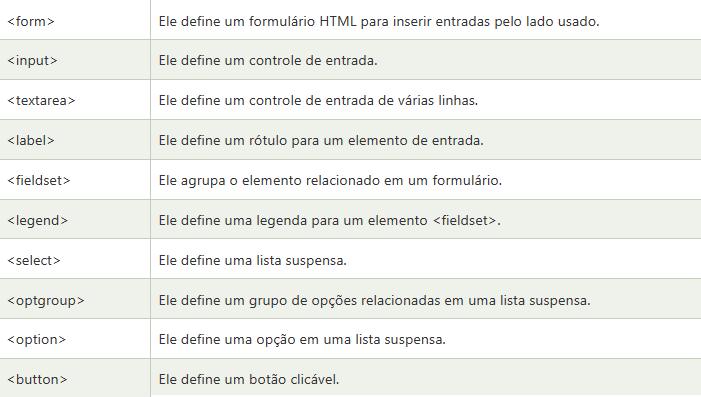 <form> Ele define um formulário HTML para inserir entradas pelo lado usado.
<input> Ele define um controle de entrada.
<textarea> Ele define um controle de entrada de várias linhas.
<label> Ele define um rótulo para um elemento de entrada.
<fieldset> Ele agrupa o elemento relacionado em um formulário.
<legend> Ele define uma legenda para um elemento <fieldset>.
<select> Ele define uma lista suspensa.
<optgroup> Ele define um grupo de opções relacionadas em uma lista suspensa.
<option> Ele define uma opção em uma lista suspensa.
<button> Ele define um botão clicável.